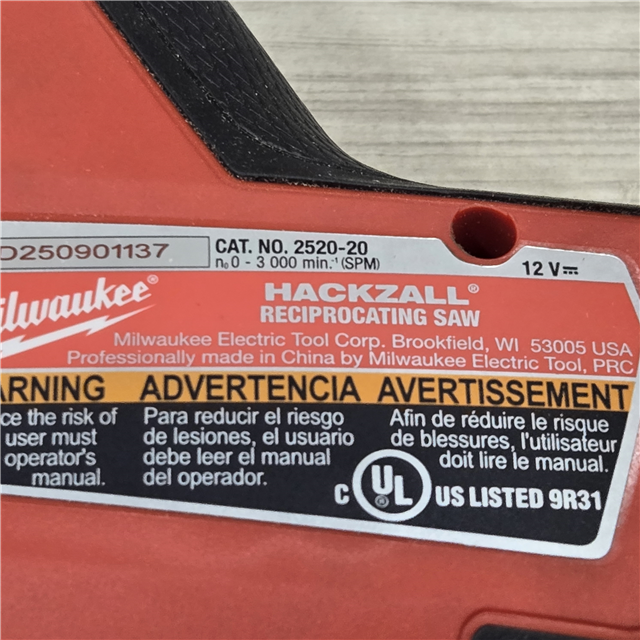 D250901137
CAT. NO. 2520-20
n₀ 0 - 3 000 min.⁻¹ (SPM)
12 V⎓
Milwaukee®
HACKZALL®
RECIPROCATING SAW
Milwaukee Electric Tool Corp. Brookfield, WI 53005 USA
Professionally made in China by Milwaukee Electric Tool, PRC
ARNING
ce the risk of
user must
operator's
manual.
ADVERTENCIA
Para reducir el riesgo
de lesiones, el usuario
debe leer el manual
del operador.
AVERTISSEMENT
Afin de réduire le risque
de blessures, l'utilisateur
doit lire le manual.
C UL® US LISTED 9R31